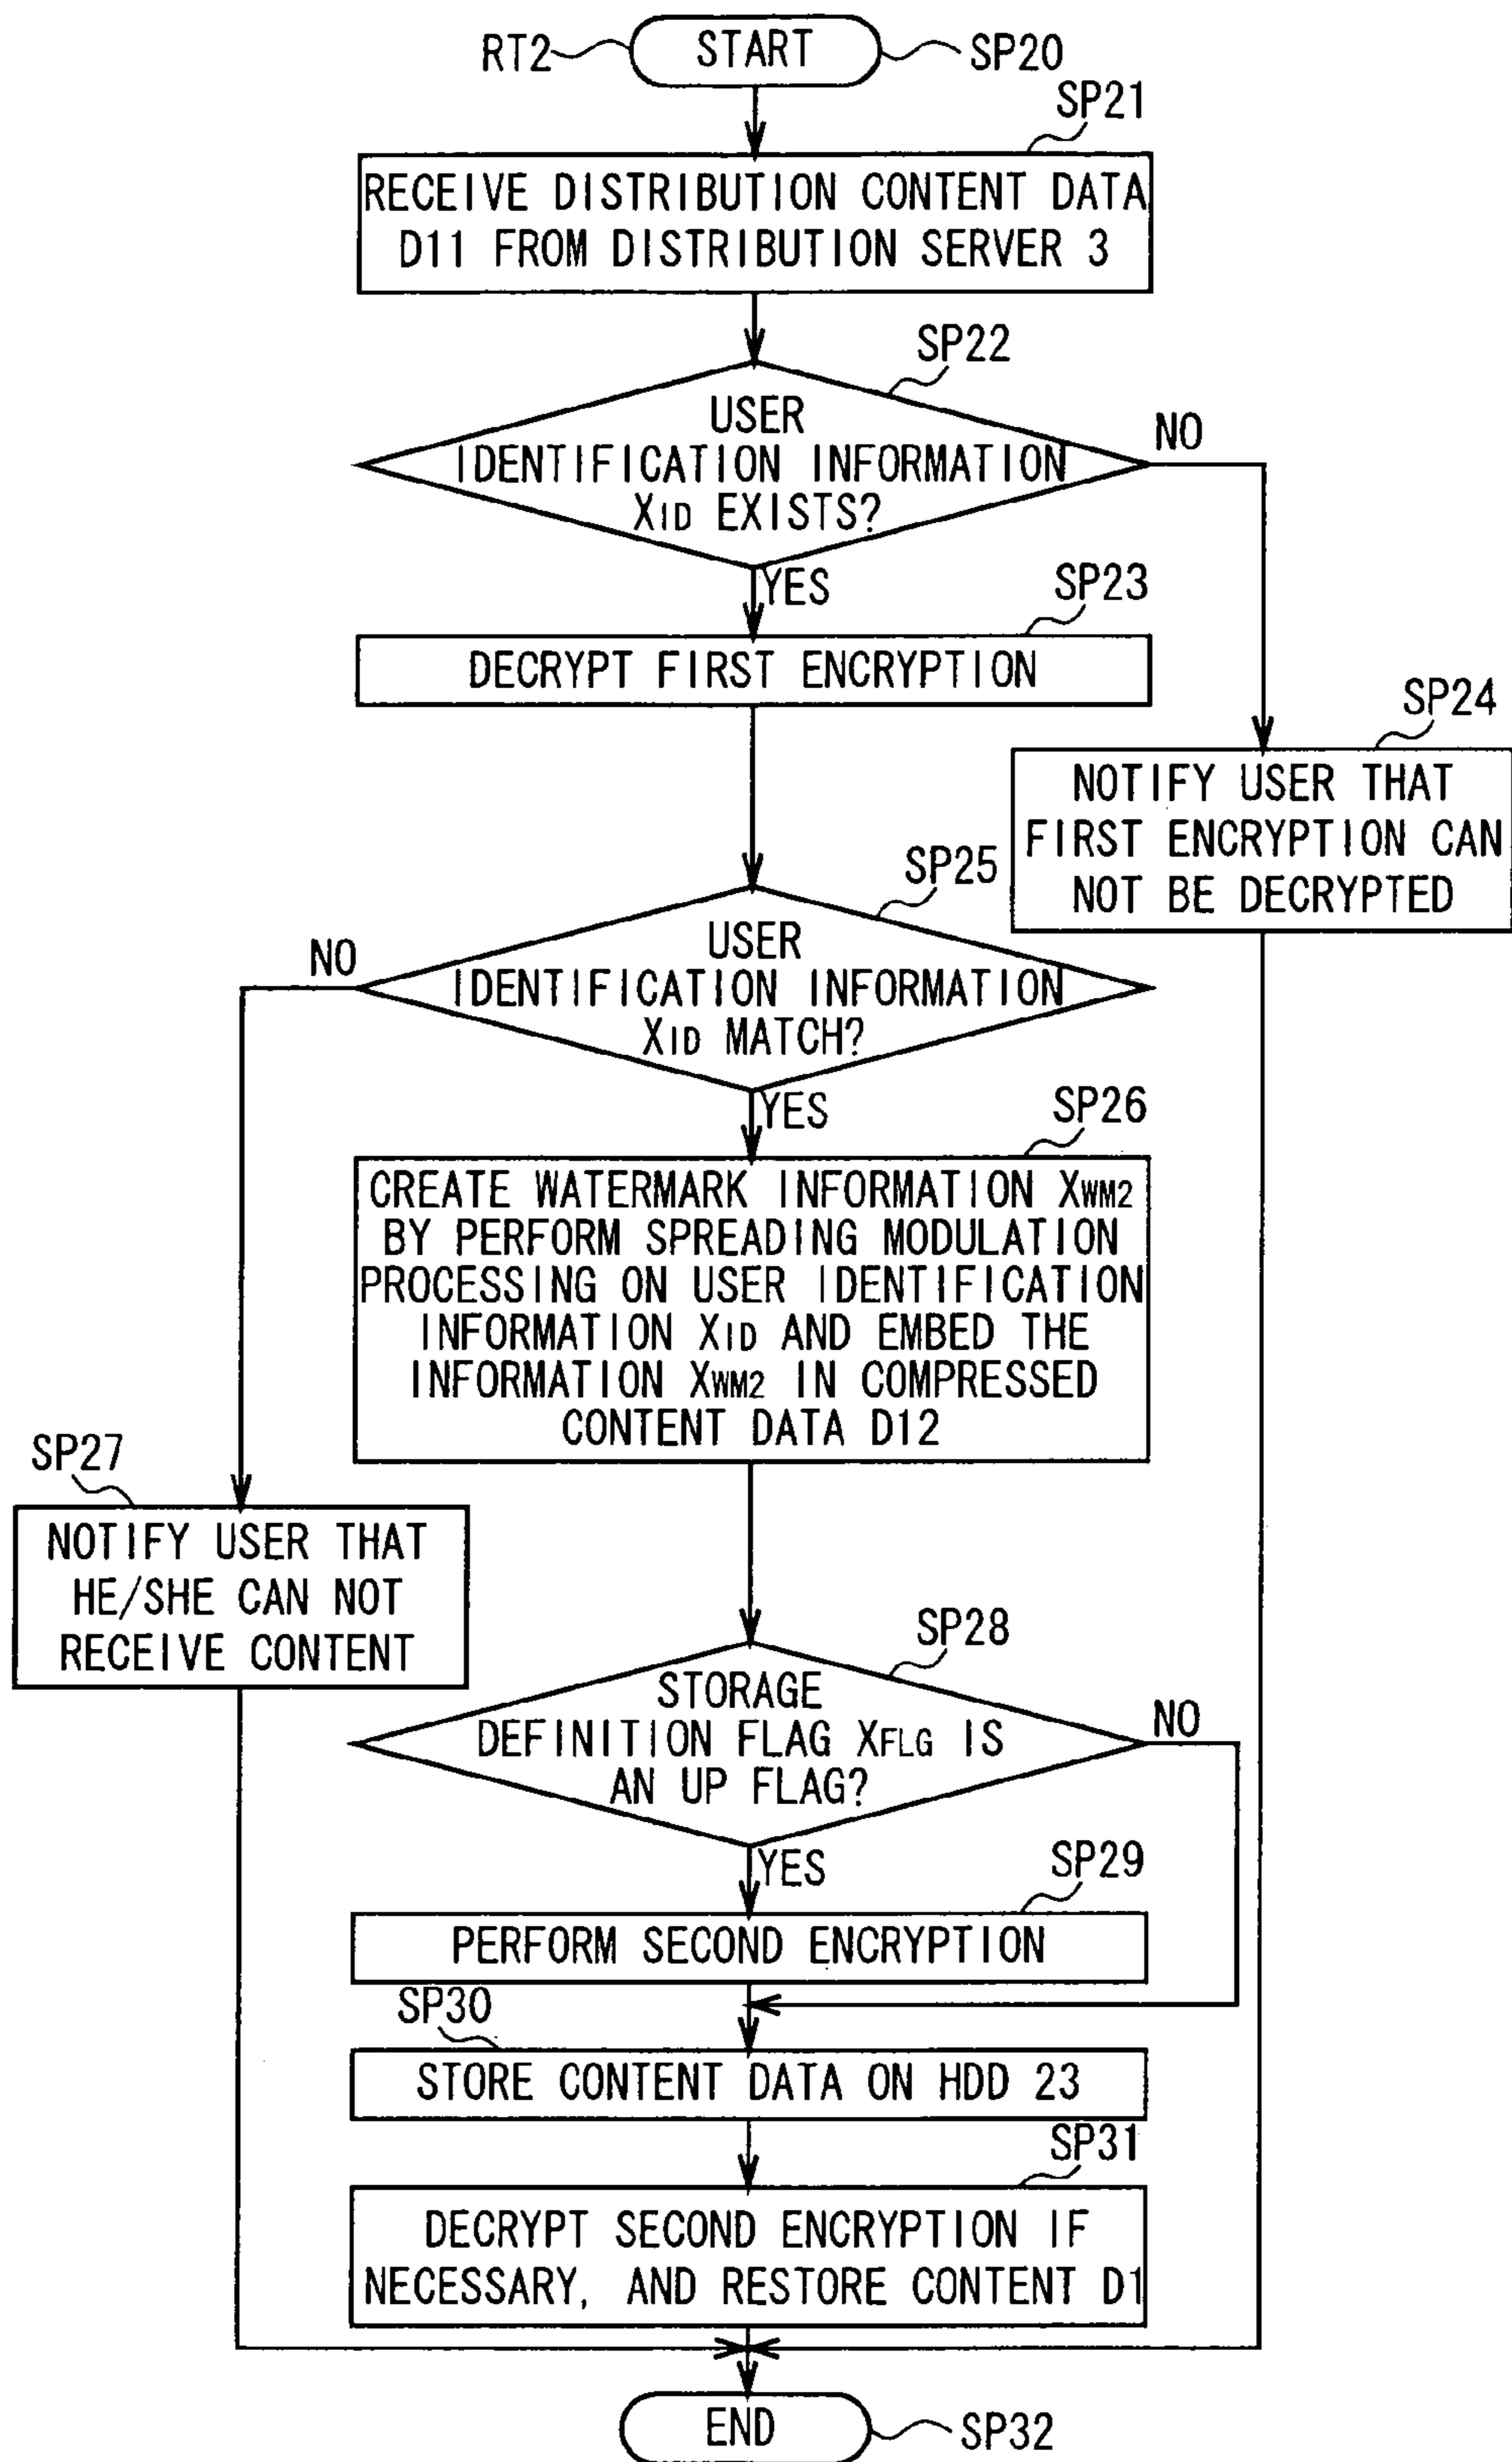 RT2
START
SP20
SP21
RECEIVE DISTRIBUTION CONTENT DATA
D11 FROM DISTRIBUTION SERVER 3
SP22
USER
IDENTIFICATION INFORMATION
XID EXISTS?
NO
YES
SP23
DECRYPT FIRST ENCRYPTION
SP24
NOTIFY USER THAT
FIRST ENCRYPTION CAN
NOT BE DECRYPTED
SP25
USER
IDENTIFICATION INFORMATION
XID MATCH?
NO
YES
SP26
CREATE WATERMARK INFORMATION XWM2
BY PERFORM SPREADING MODULATION
PROCESSING ON USER IDENTIFICATION
INFORMATION XID AND EMBED THE
INFORMATION XWM2 IN COMPRESSED
CONTENT DATA D12
SP27
NOTIFY USER THAT
HE/SHE CAN NOT
RECEIVE CONTENT
SP28
STORAGE
DEFINITION FLAG XFLG IS
AN UP FLAG?
NO
YES
SP29
PERFORM SECOND ENCRYPTION
SP30
STORE CONTENT DATA ON HDD 23
SP31
DECRYPT SECOND ENCRYPTION IF
NECESSARY, AND RESTORE CONTENT D1
END
SP32